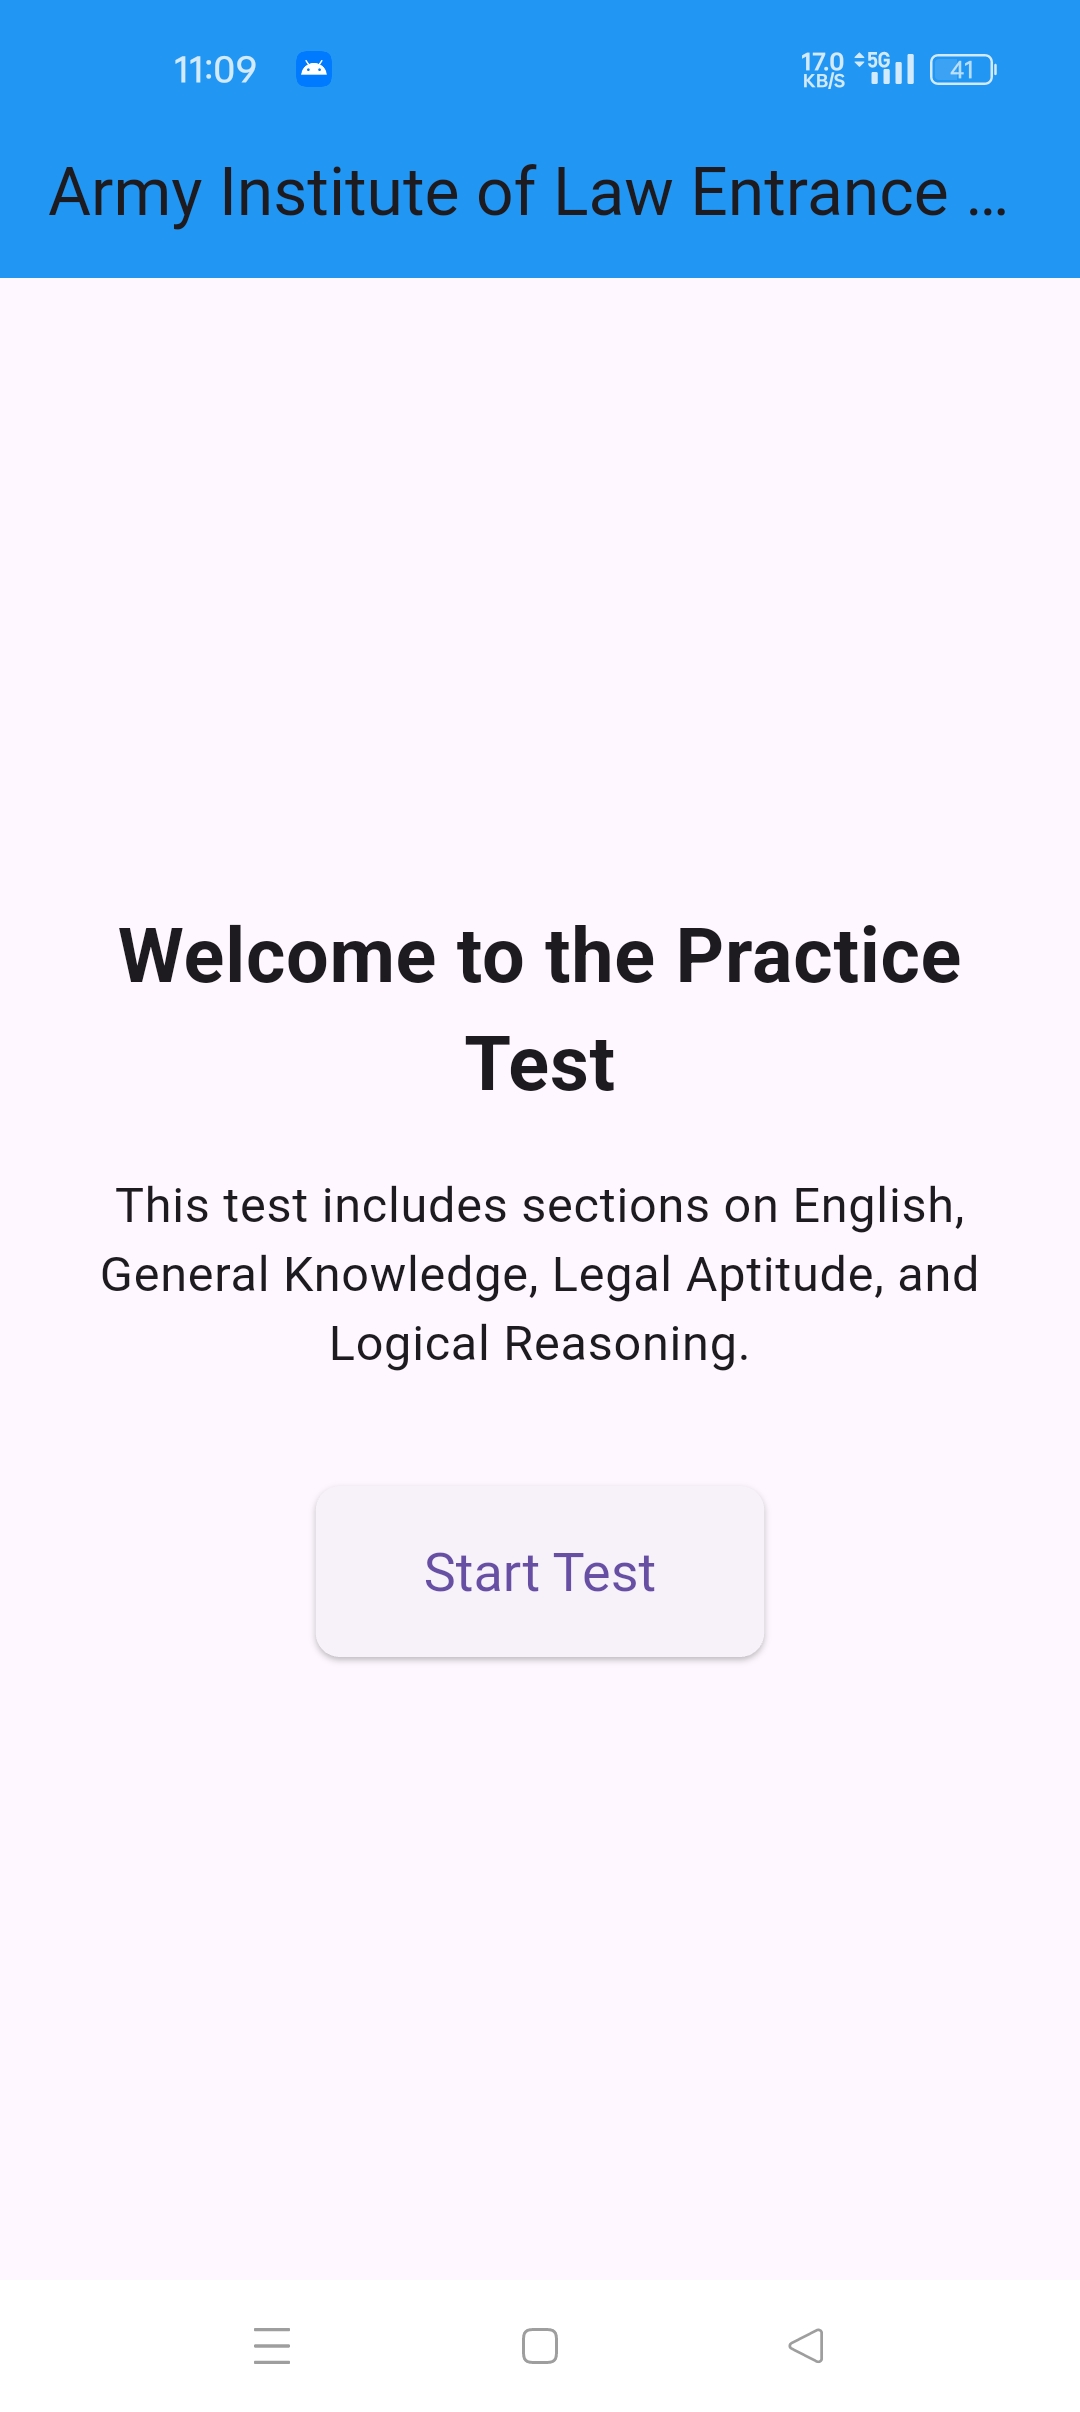 11:09
17.0
KB/S
5G
41
Army Institute of Law Entrance ...
Welcome to the Practice
Test
This test includes sections on English,
General Knowledge, Legal Aptitude, and
Logical Reasoning.
Start Test